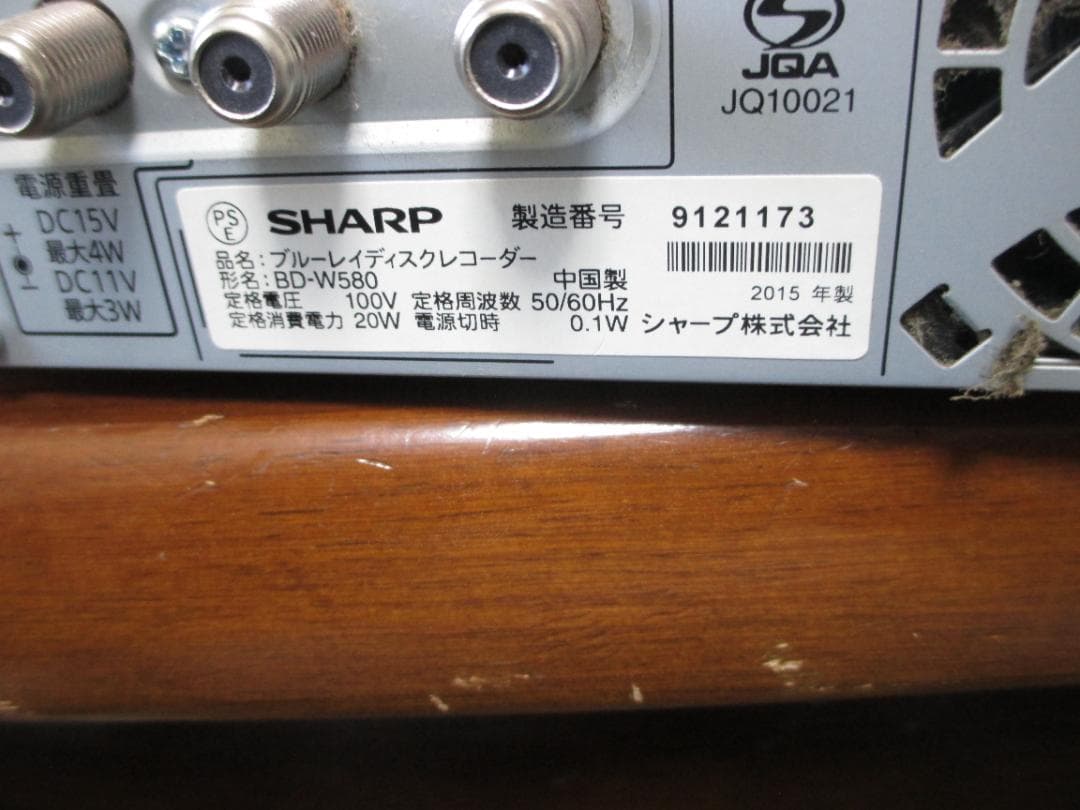 JQA
JQ10021
電源重畳
DC15V
最大4W
DC11V
最大3W
PSE SHARP 製造番号 9121173
品名:ブルーレイディスクレコーダー
形名:BD-W580 中国製
定格電圧 100V 定格周波数 50/60Hz 2015 年製
定格消費電力 20W 電源切時 0.1W シャープ株式会社